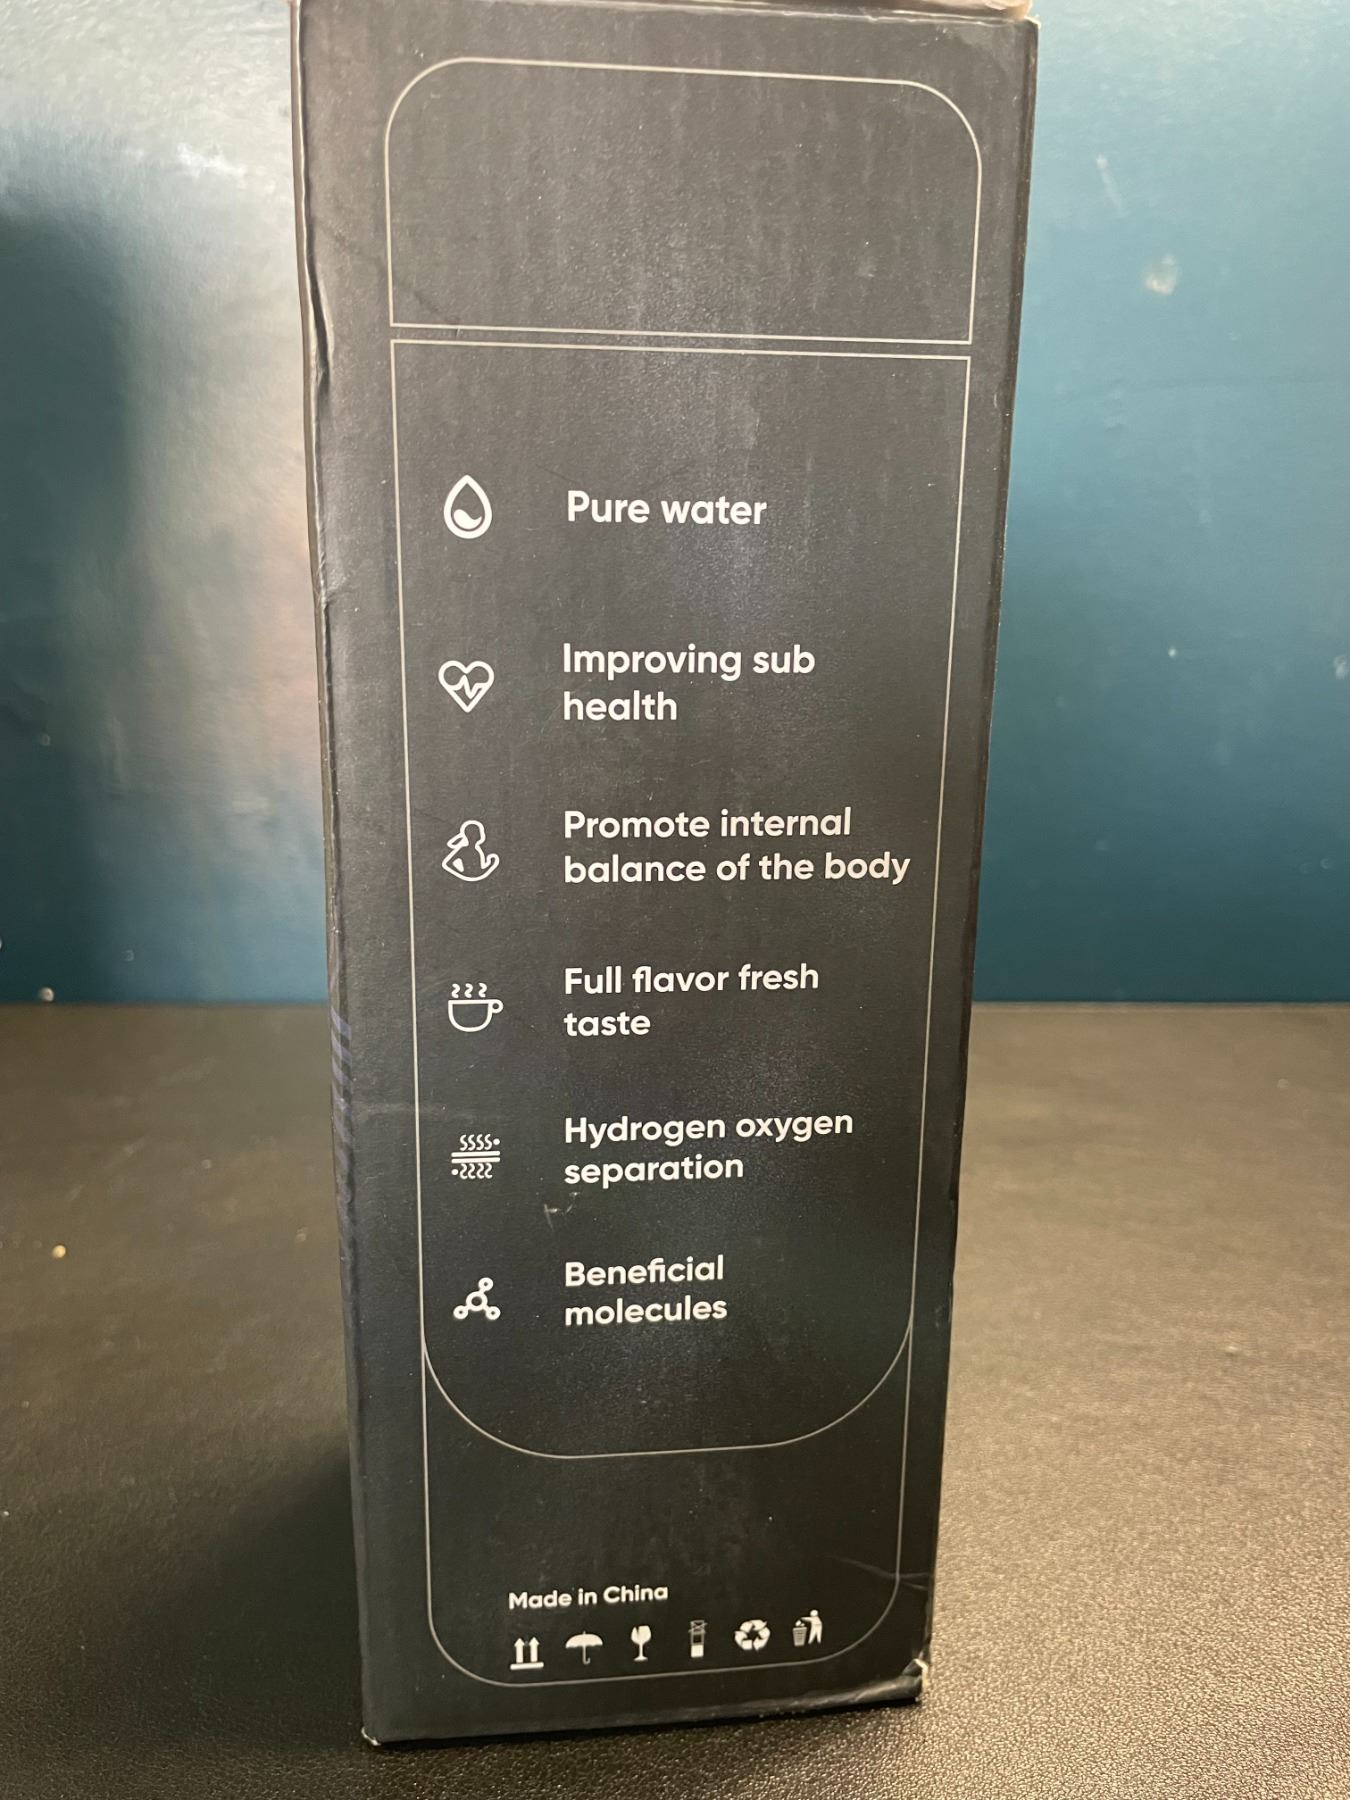 Pure water
Improving sub
health
Promote internal
balance of the body
Full flavor fresh
taste
Hydrogen oxygen
separation
Beneficial
molecules
Made in China